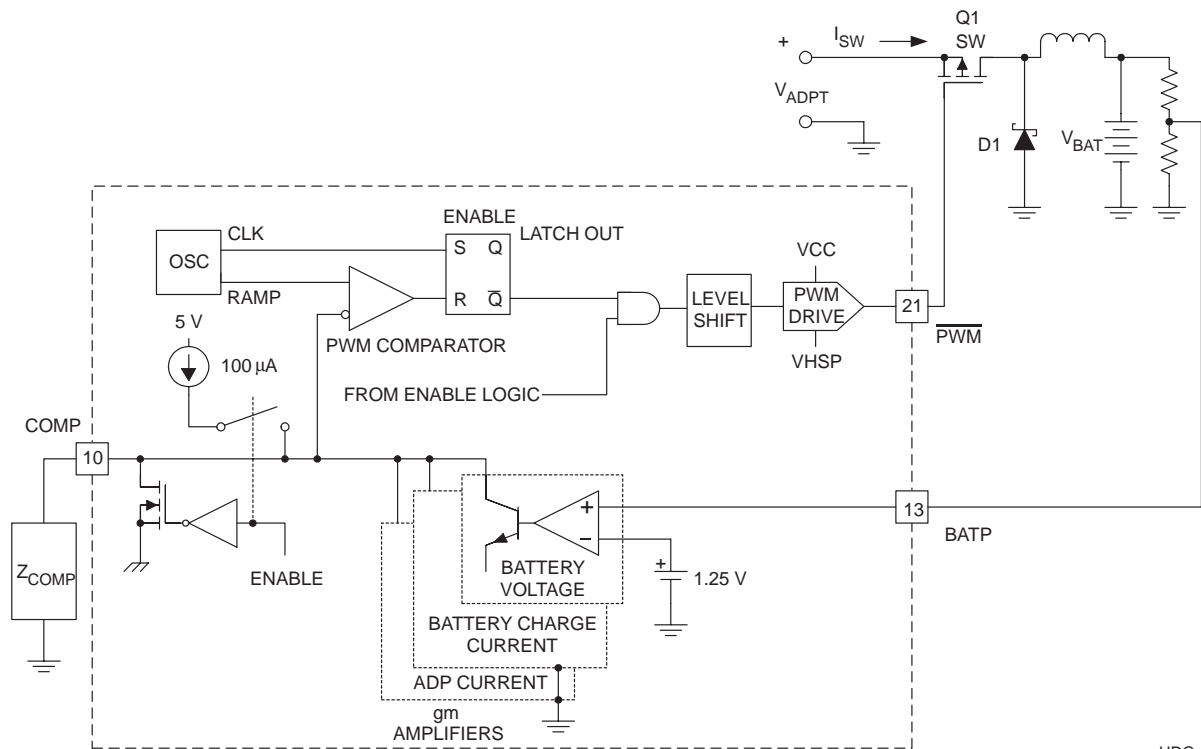 Q1
I_SW
SW
+
V_ADPT
D1
V_BAT
ENABLE
CLK
LATCH OUT
OSC
S Q
RAMP
R Q̅
VCC
LEVEL
SHIFT
PWM
DRIVE
21
P̅W̅M̅
VHSP
5 V
PWM COMPARATOR
100 µA
FROM ENABLE LOGIC
COMP
10
+
−
13
BATP
Z_COMP
ENABLE
BATTERY
VOLTAGE
+
1.25 V
BATTERY CHARGE
CURRENT
ADP CURRENT
gm
AMPLIFIERS